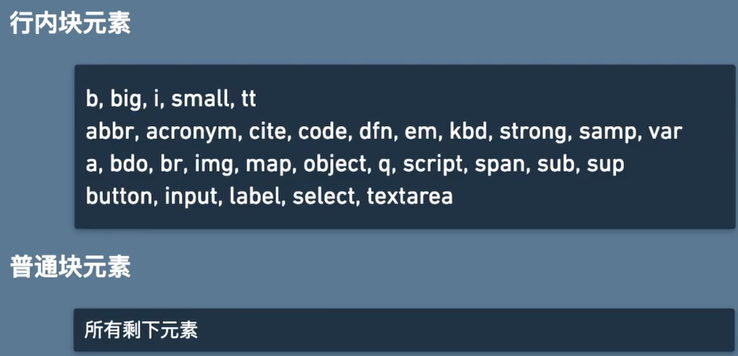 行内块元素
b, big, i, small, tt
abbr, acronym, cite, code, dfn, em, kbd, strong, samp, var
a, bdo, br, img, map, object, q, script, span, sub, sup
button, input, label, select, textarea
普通块元素
所有剩下元素